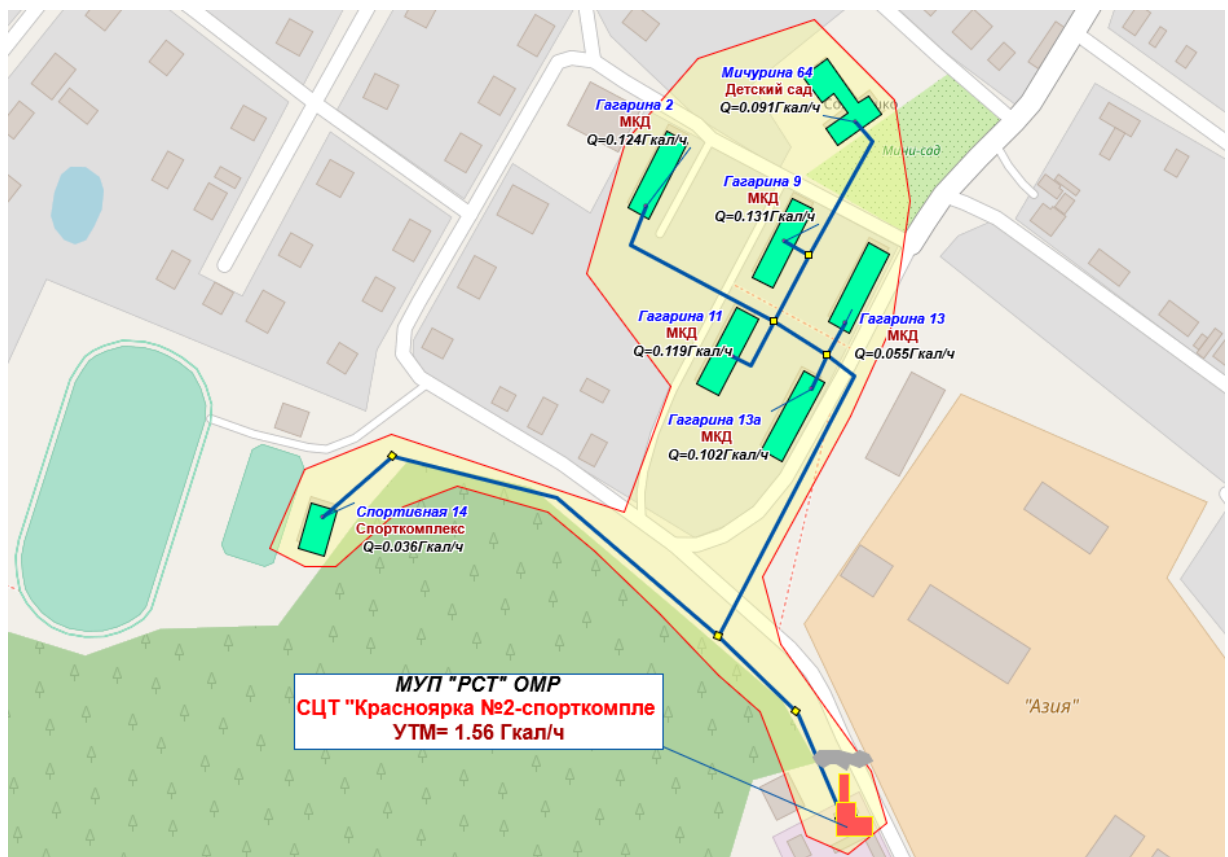 Мичурина 64
Детский сад
Q=0.091Гкал/ч
Гагарина 2
МКД
Q=0.124Гкал/ч
Мини-сад
Гагарина 9
МКД
Q=0.131Гкал/ч
Гагарина 11
МКД
Q=0.119Гкал/ч
Гагарина 13
МКД
Q=0.055Гкал/ч
Гагарина 13а
МКД
Q=0.102Гкал/ч
Спортивная 14
Спорткомплекс
Q=0.036Гкал/ч
МУП "РСТ" ОМР
СЦТ "Красноярка №2-спорткомпле
УТМ= 1.56 Гкал/ч
"Азия"